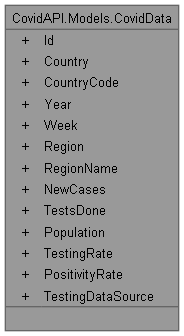 CovidAPI.Models.CovidData
+ Id
+ Country
+ CountryCode
+ Year
+ Week
+ Region
+ RegionName
+ NewCases
+ TestsDone
+ Population
+ TestingRate
+ PositivityRate
+ TestingDataSource